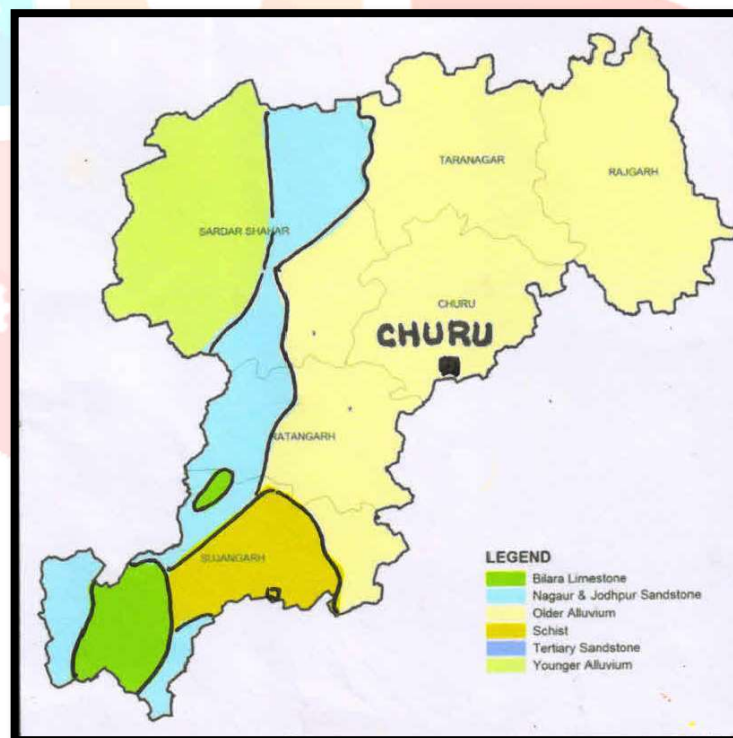 TARANAGAR
RAJGARH
SARDAR SHAHAR
CHURU
CHURU
RATANGARH
SUJANGARH
LEGEND
Bilara Limestone
Nagaur & Jodhpur Sandstone
Older Alluvium
Schist
Tertiary Sandstone
Younger Alluvium